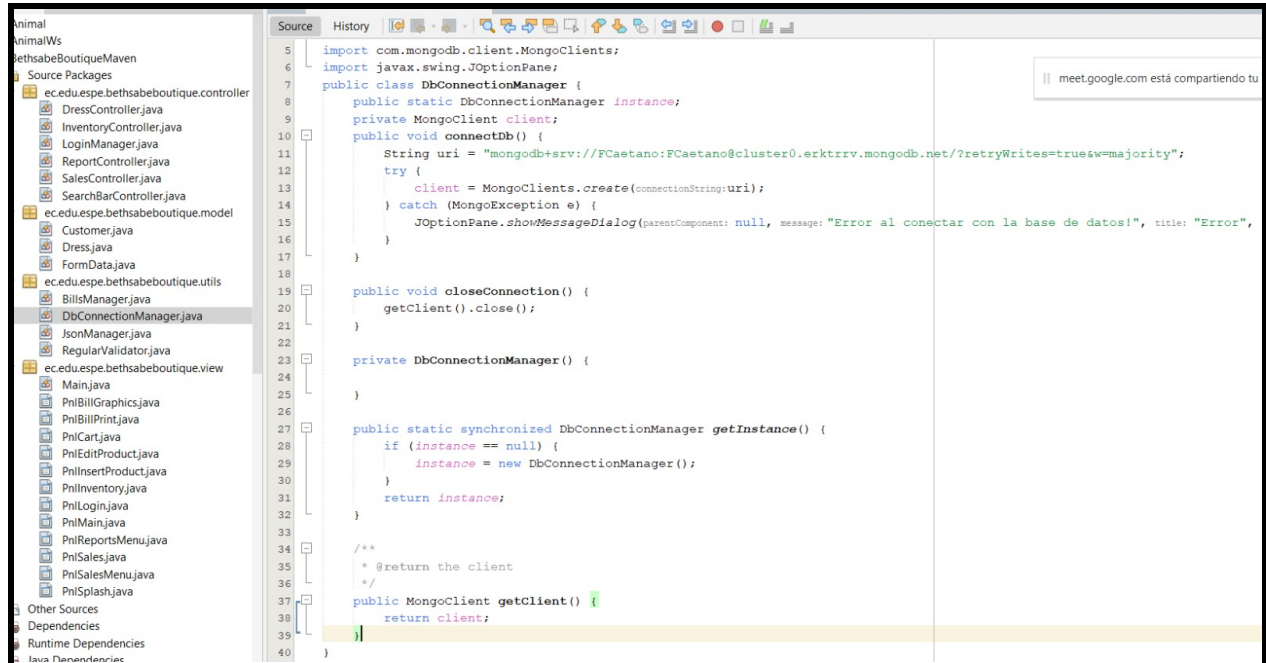 Animal
AnimalWs
BethsabeBoutiqueMaven
Source Packages
ec.edu.espe.bethsabeboutique.controller
DressController.java
InventoryController.java
LoginManager.java
ReportController.java
SalesController.java
SearchBarController.java
ec.edu.espe.bethsabeboutique.model
Customer.java
Dress.java
FormData.java
ec.edu.espe.bethsabeboutique.utils
BillsManager.java
DbConnectionManager.java
JsonManager.java
RegularValidator.java
ec.edu.espe.bethsabeboutique.view
Main.java
PnlBillGraphics.java
PnlBillPrint.java
PnlCart.java
PnlEditProduct.java
PnlInsertProduct.java
PnlInventory.java
PnlLogin.java
PnlMain.java
PnlReportsMenu.java
PnlSales.java
PnlSalesMenu.java
PnlSplash.java
Other Sources
Dependencies
Runtime Dependencies
Java Dependencies
Source History
meet.google.com está compartiendo tu
5 import com.mongodb.client.MongoClients;
6 import javax.swing.JOptionPane;
7 public class DbConnectionManager {
8 public static DbConnectionManager instance;
9 private MongoClient client;
10 public void connectDb() {
11 String uri = "mongodb+srv://FCaetano:FCaetano@cluster0.erktrrv.mongodb.net/?retryWrites=true&w=majority";
12 try {
13 client = MongoClients.create(connectionString:uri);
14 } catch (MongoException e) {
15 JOptionPane.showMessageDialog(parentComponent: null, message: "Error al conectar con la base de datos!", title: "Error",
16 }
17 }
18
19 public void closeConnection() {
20 getClient().close();
21 }
22
23 private DbConnectionManager() {
24
25 }
26
27 public static synchronized DbConnectionManager getInstance() {
28 if (instance == null) {
29 instance = new DbConnectionManager();
30 }
31 return instance;
32 }
33
34 /**
35 * @return the client
36 */
37 public MongoClient getClient() {
38 return client;
39 }
40 }